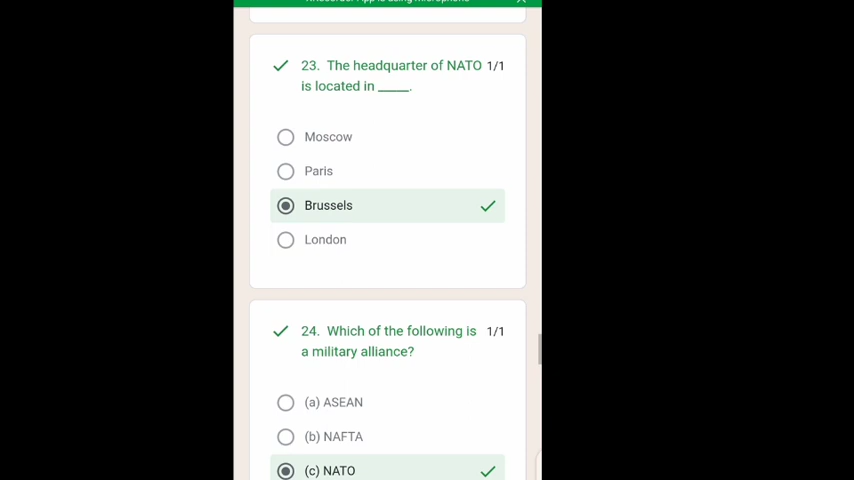 23. The headquarter of NATO 1/1
is located in _____.
Moscow
Paris
Brussels
London
24. Which of the following is 1/1
a military alliance?
(a) ASEAN
(b) NAFTA
(c) NATO